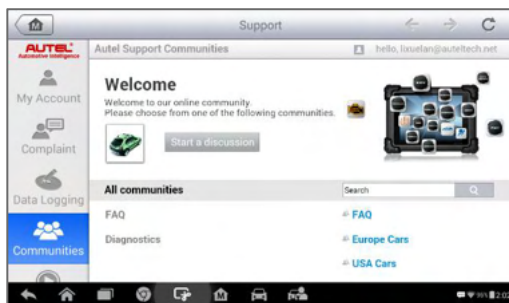 Support
AUTEL
Automotive Intelligence
Autel Support Communities
hello, lixuelan@auteltech.net
My Account
Complaint
Data Logging
Communities
Welcome
Welcome to our online community.
Please choose from one of the following communities.
Start a discussion
All communities
Search
FAQ
FAQ
Diagnostics
Europe Cars
USA Cars